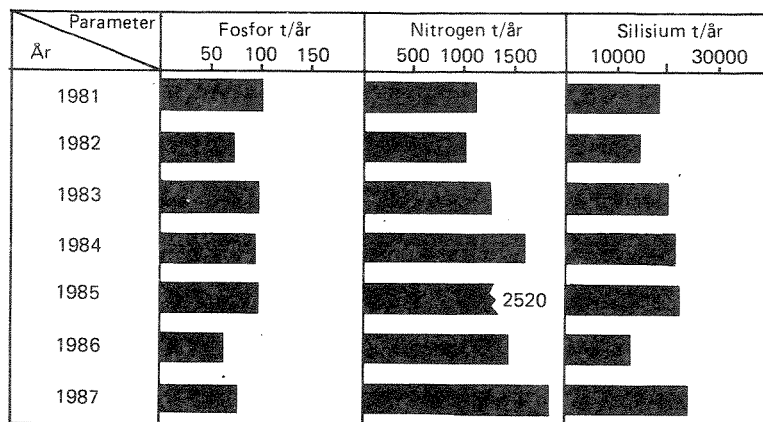 Parameter
År
Fosfor t/år
Nitrogen t/år
Silisium t/år
50 100 150
500 1000 1500
10000 30000
1981
1982
1983
1984
1985 2520
1986
1987